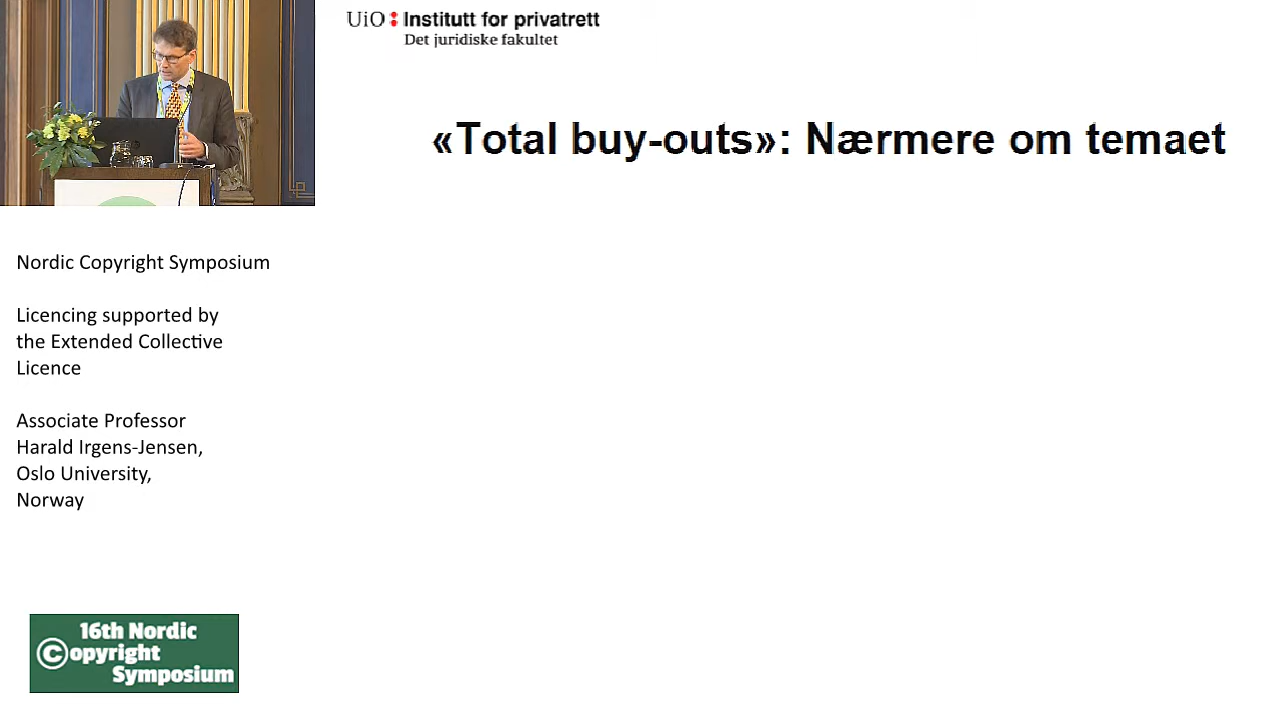 UiO : Institutt for privatrett
Det juridiske fakultet
«Total buy-outs»: Nærmere om temaet
Nordic Copyright Symposium
Licencing supported by
the Extended Collective
Licence
Associate Professor
Harald Irgens-Jensen,
Oslo University,
Norway
16th Nordic
©opyright
Symposium